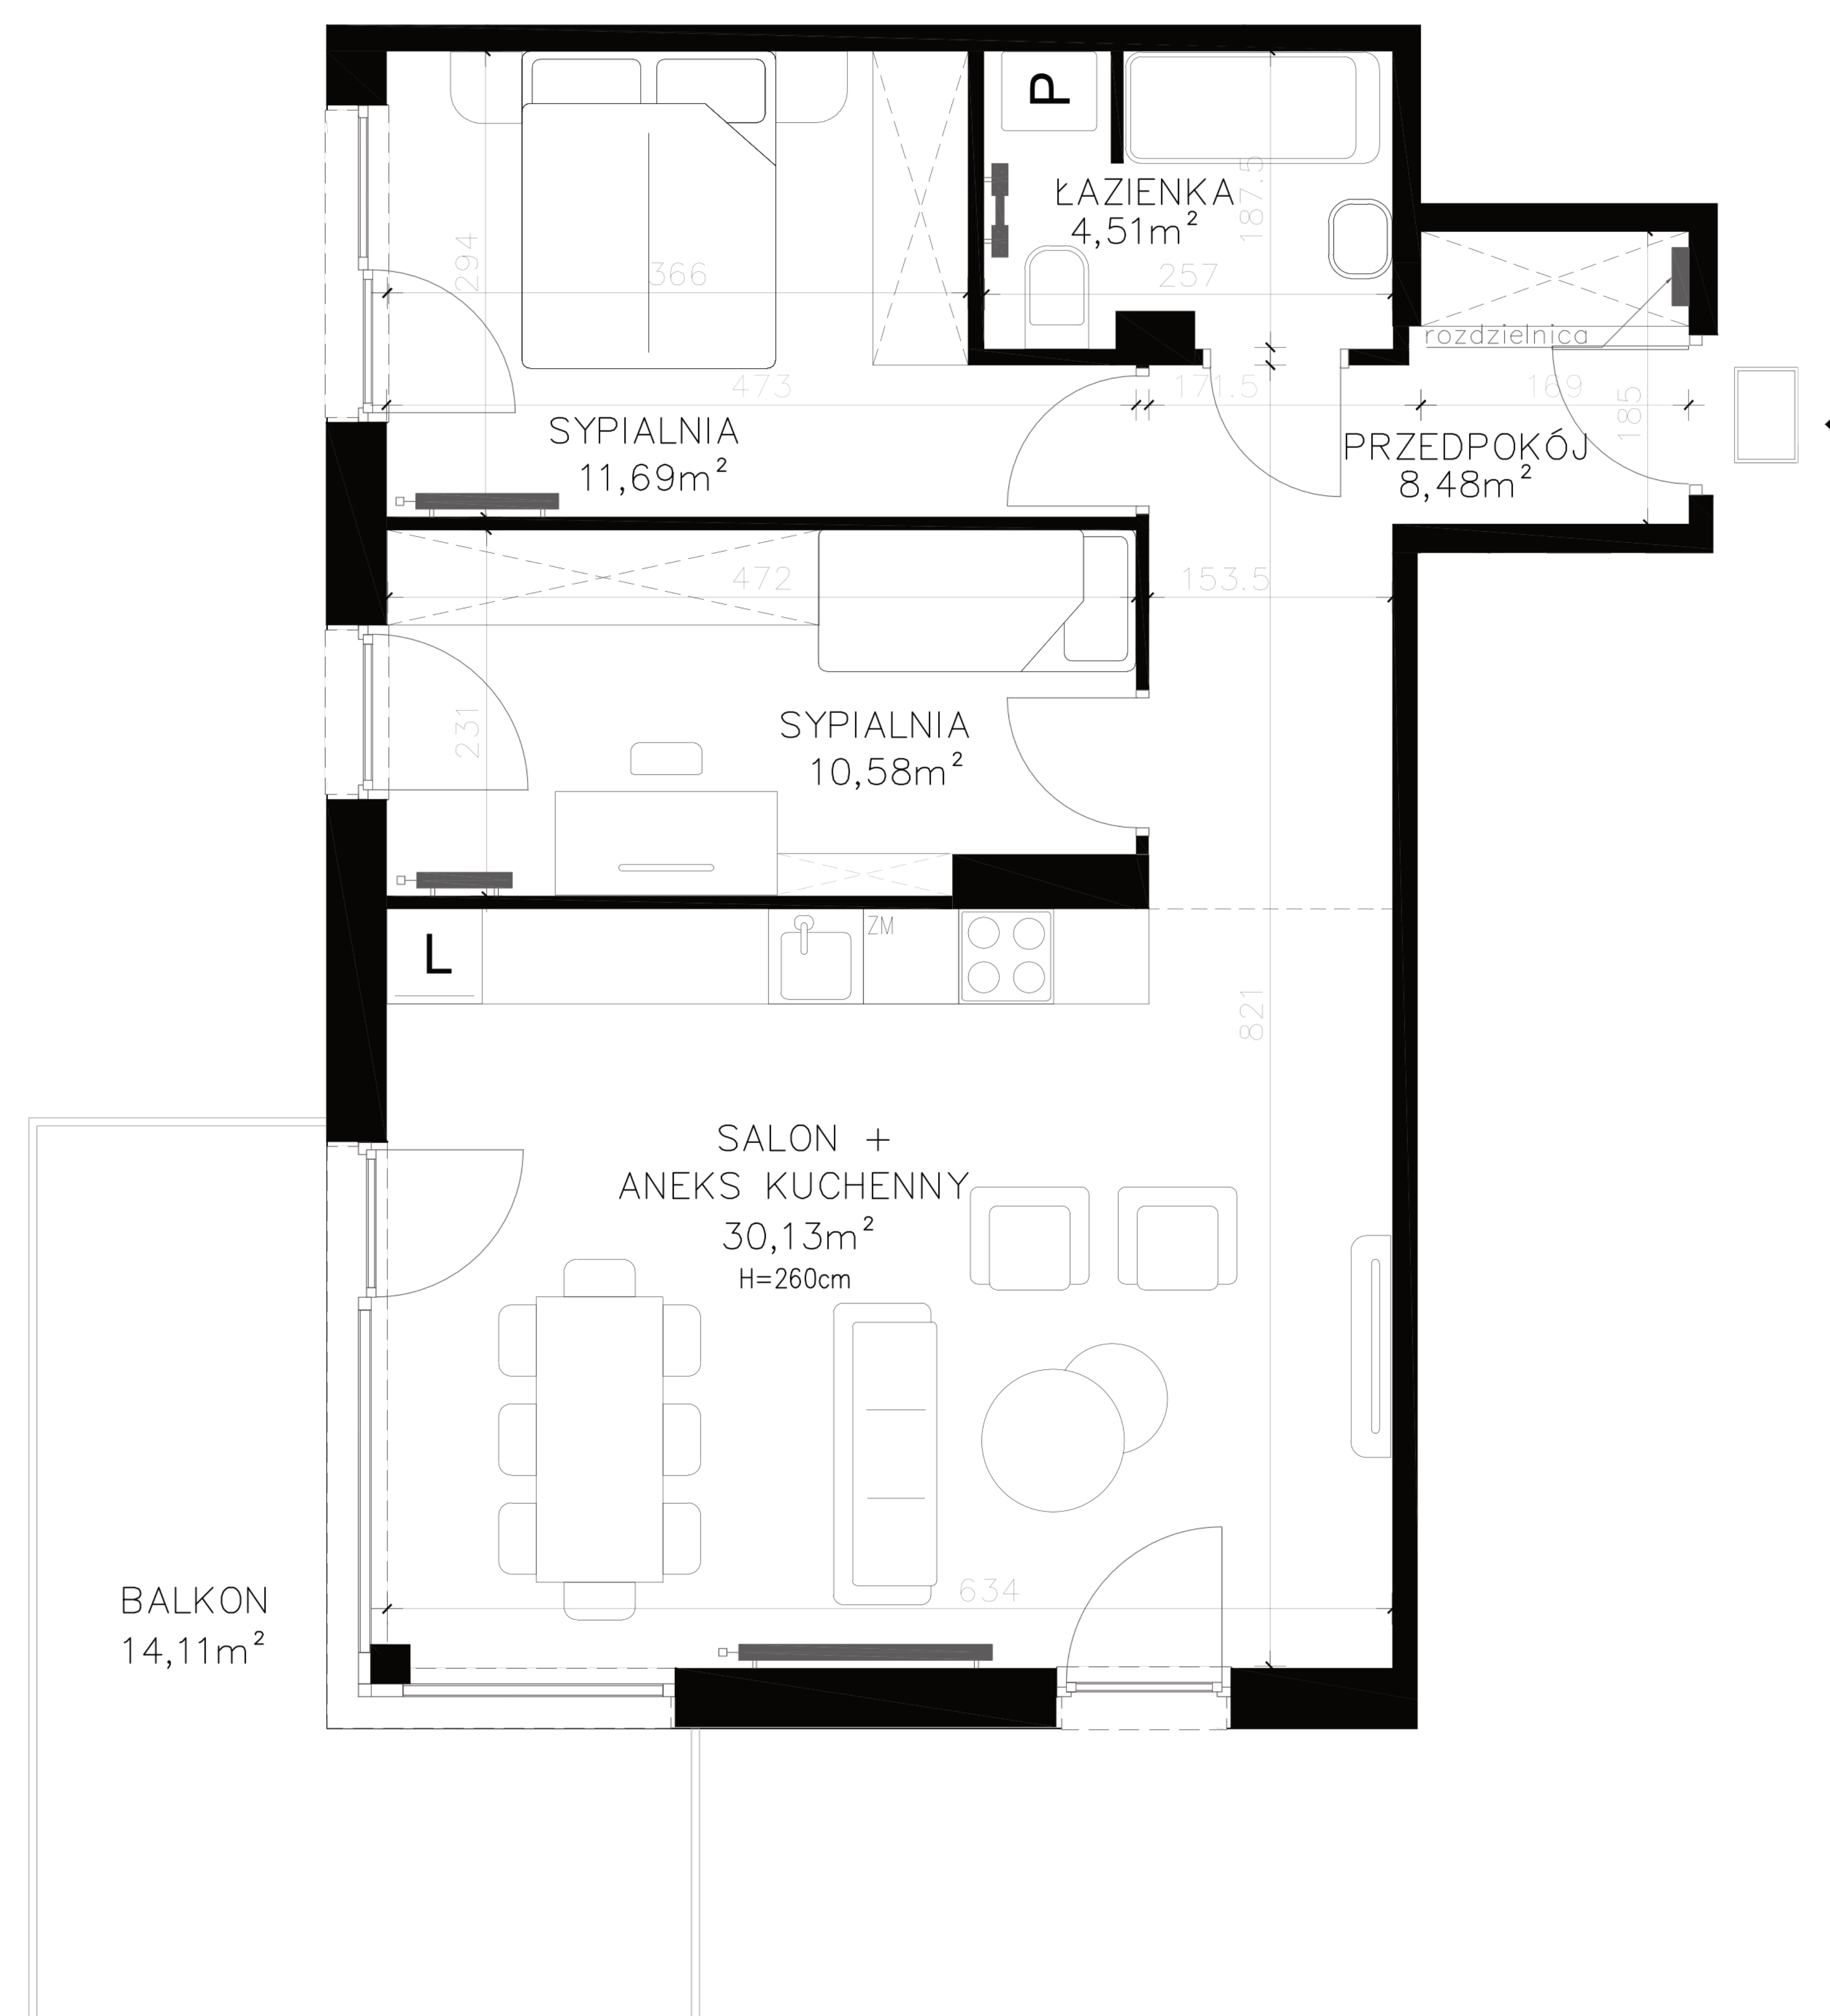 P
ŁAZIENKA
4,51m²
187.5
294
366
257
rozdzielnica
473
171.5
169
185
SYPIALNIA
11,69m²
PRZEDPOKÓJ
8,48m²
472
153.5
231
SYPIALNIA
10,58m²
L
ZM
821
SALON +
ANEKS KUCHENNY
30,13m²
H=260cm
634
BALKON
14,11m²